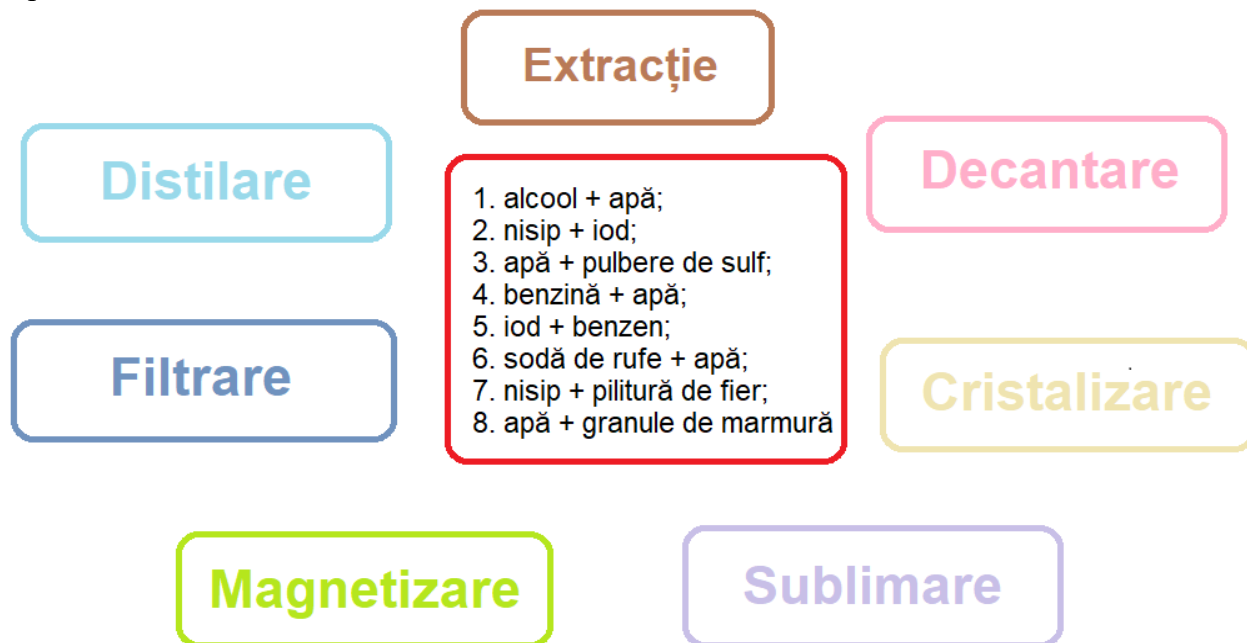 Extracție
Distilare
Decantare
1. alcool + apă;
2. nisip + iod;
3. apă + pulbere de sulf;
4. benzină + apă;
5. iod + benzen;
6. sodă de rufe + apă;
7. nisip + pilitură de fier;
8. apă + granule de marmură
Filtrare
Cristalizare
Magnetizare
Sublimare